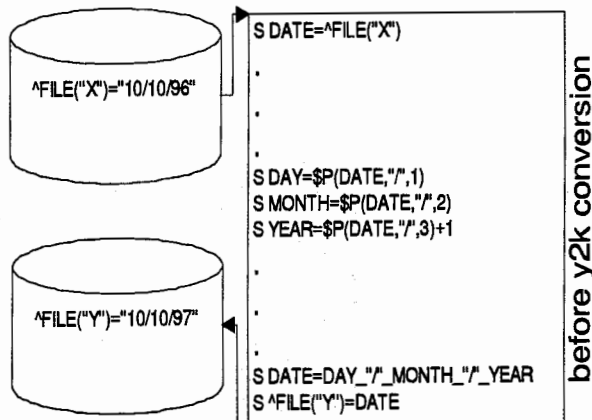 ^FILE("X")="10/10/96"
S DATE=^FILE("X")
.
.
.
S DAY=$P(DATE,"/",1)
S MONTH=$P(DATE,"/",2)
S YEAR=$P(DATE,"/",3)+1
.
.
.
S DATE=DAY_"/"_MONTH_"/"_YEAR
S ^FILE("Y")=DATE
^FILE("Y")="10/10/97"
before y2k conversion